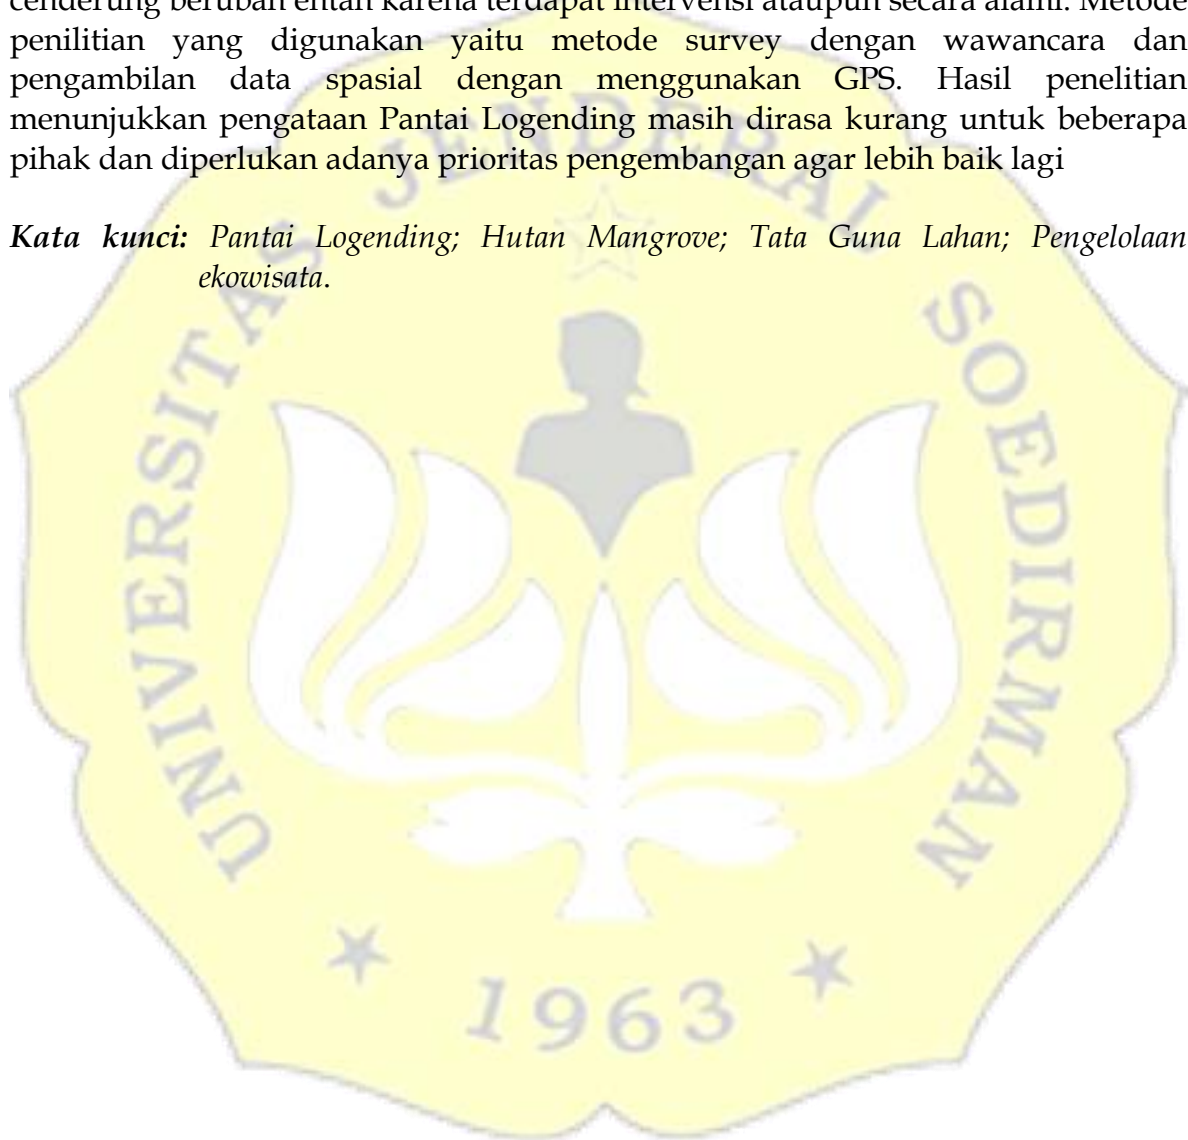 cenderung berubah entah karena terdapat intervensi ataupun secara alami. Metode
penilitian yang digunakan yaitu metode survey dengan wawancara dan
pengambilan data spasial dengan menggunakan GPS. Hasil penelitian
menunjukkan pengataan Pantai Logending masih dirasa kurang untuk beberapa
pihak dan diperlukan adanya prioritas pengembangan agar lebih baik lagi
Kata kunci: Pantai Logending; Hutan Mangrove; Tata Guna Lahan; Pengelolaan
ekowisata.
UNIVERSITAS JENDERAL SOEDIRMAN
1963